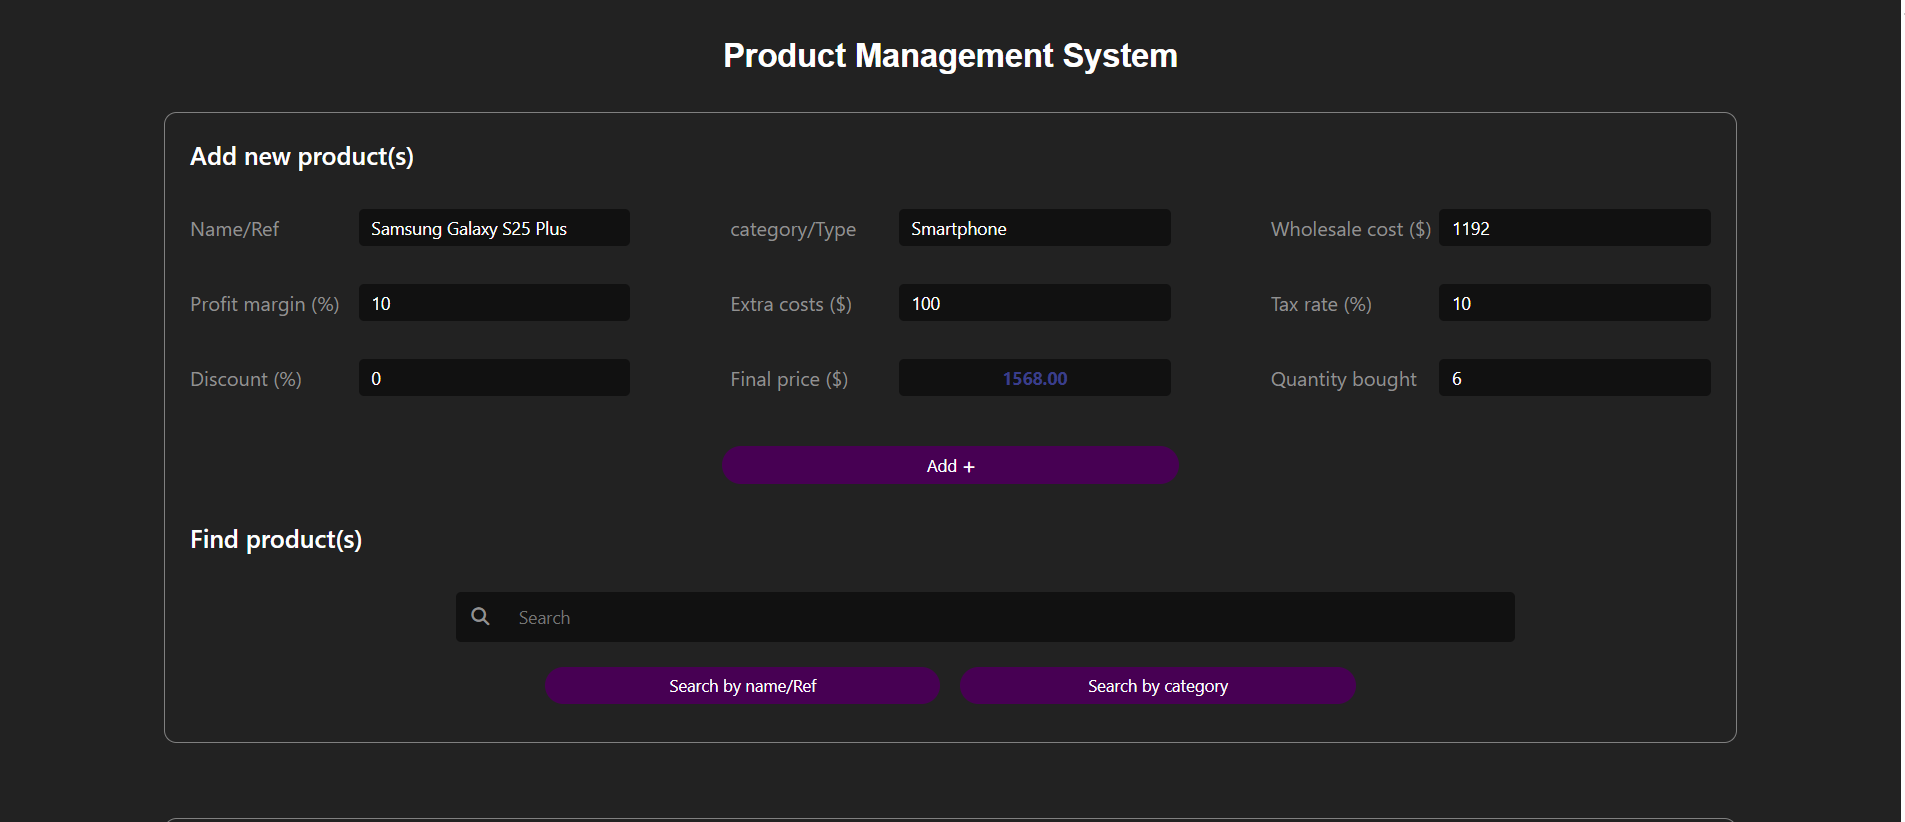 Product Management System
Add new product(s)
Name/Ref Samsung Galaxy S25 Plus category/Type Smartphone Wholesale cost ($) 1192
Profit margin (%) 10 Extra costs ($) 100 Tax rate (%) 10
Discount (%) 0 Final price ($) 1568.00 Quantity bought 6
Add +
Find product(s)
Search
Search by name/Ref Search by category